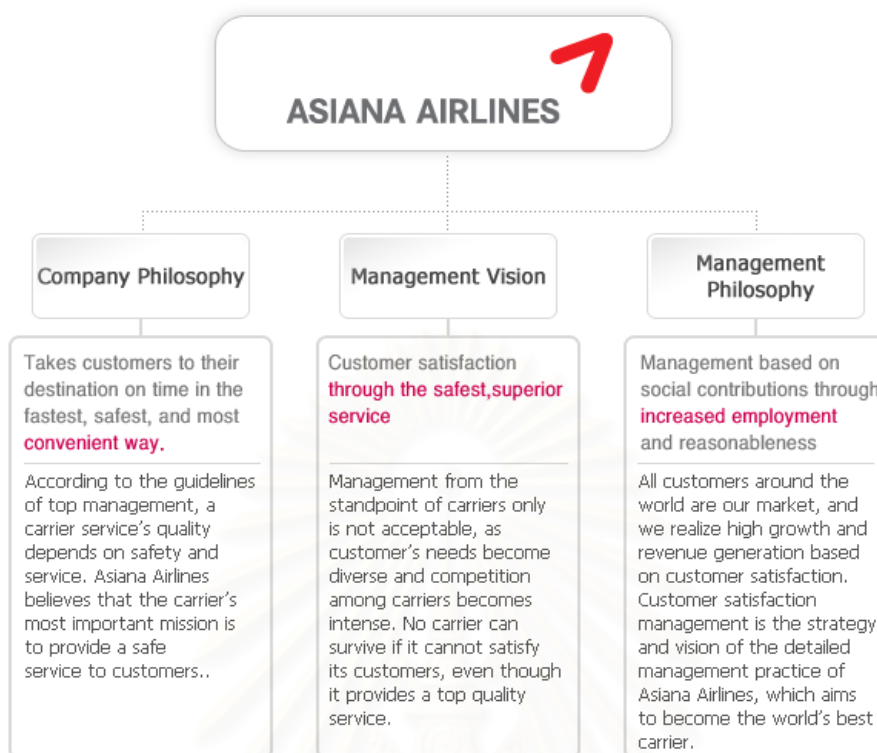 ASIANA AIRLINES
Company Philosophy
Takes customers to their
destination on time in the
fastest, safest, and most
convenient way.
According to the guidelines
of top management, a
carrier service's quality
depends on safety and
service. Asiana Airlines
believes that the carrier's
most important mission is
to provide a safe
service to customers..
Management Vision
Customer satisfaction
through the safest,superior
service
Management from the
standpoint of carriers only
is not acceptable, as
customer's needs become
diverse and competition
among carriers becomes
intense. No carrier can
survive if it cannot satisfy
its customers, even though
it provides a top quality
service.
Management
Philosophy
Management based on
social contributions through
increased employment
and reasonableness
All customers around the
world are our market, and
we realize high growth and
revenue generation based
on customer satisfaction.
Customer satisfaction
management is the strategy
and vision of the detailed
management practice of
Asiana Airlines, which aims
to become the world's best
carrier.